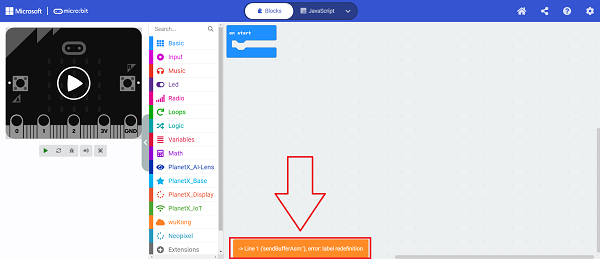 Microsoft
micro:bit
Blocks
JavaScript
Search...
Basic
Input
Music
Led
Radio
Loops
Logic
Variables
Math
PlanetX_AI-Lens
PlanetX_Base
PlanetX_Display
PlanetX_IoT
wuKong
Neopixel
Extensions
on start
0 1 2 3V GND
-> Line 1 ('sendBufferAsm:'), error: label redefinition